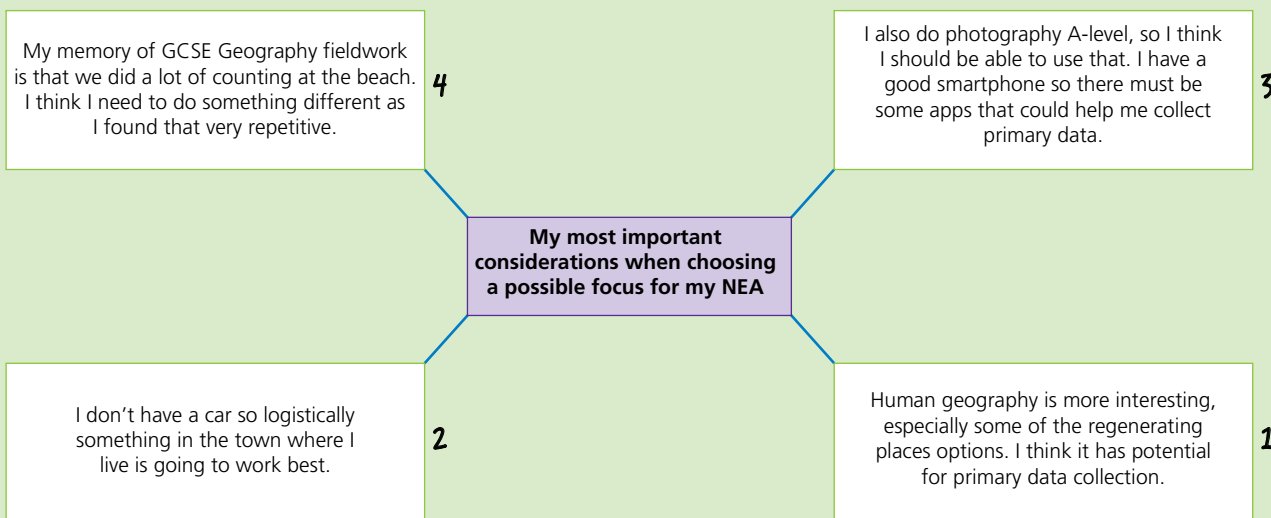 My memory of GCSE Geography fieldwork
is that we did a lot of counting at the beach.
I think I need to do something different as
I found that very repetitive.
4
I also do photography A-level, so I think
I should be able to use that. I have a
good smartphone so there must be
some apps that could help me collect
primary data.
3
My most important
considerations when choosing
a possible focus for my NEA
I don’t have a car so logistically
something in the town where I
live is going to work best.
2
Human geography is more interesting,
especially some of the regenerating
places options. I think it has potential
for primary data collection.
1